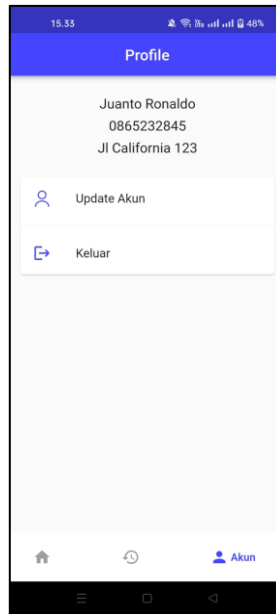 15.33
48%
Profile
Juanto Ronaldo
0865232845
Jl California 123
Update Akun
Keluar
Akun